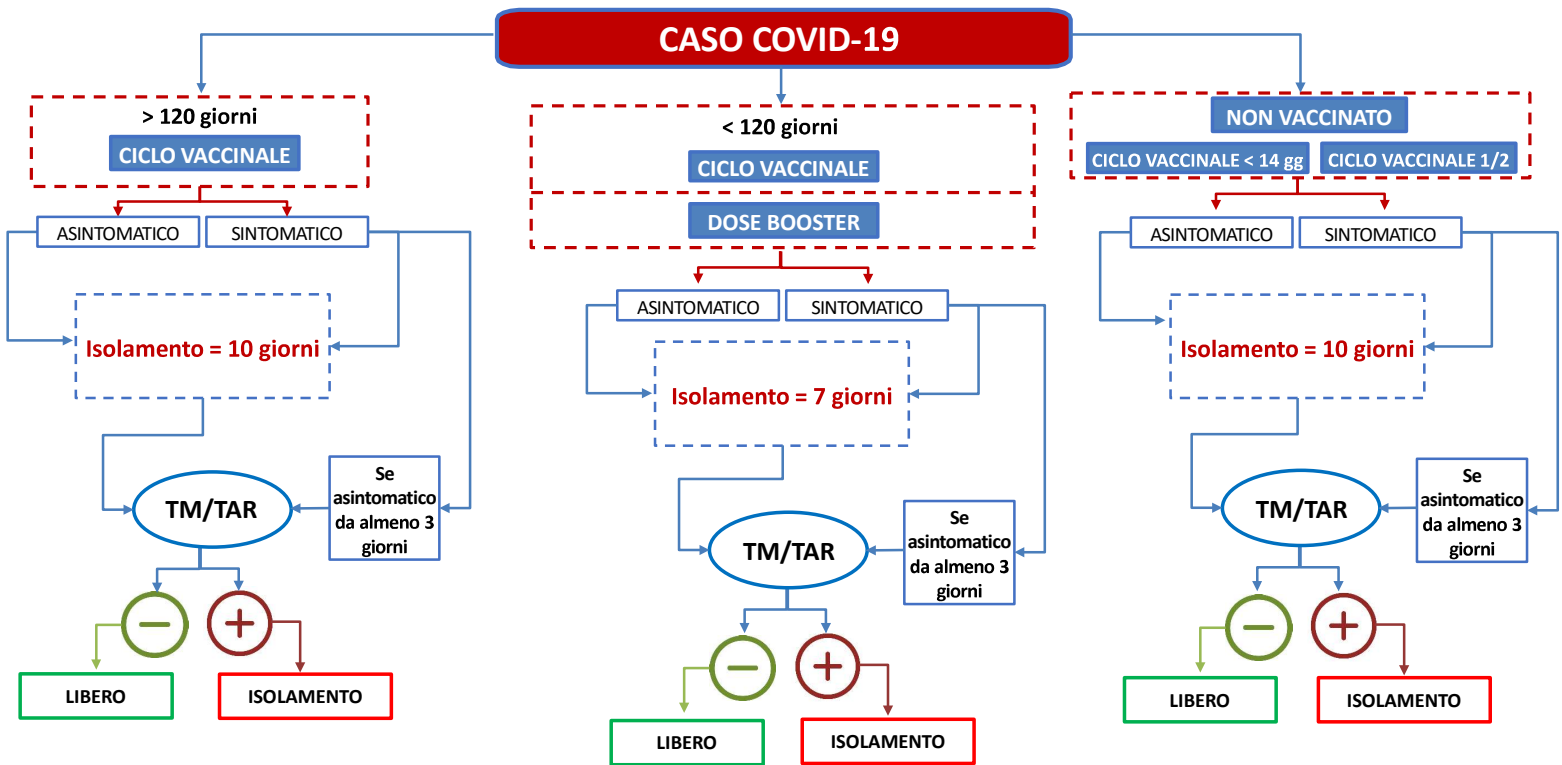 CASO COVID-19
> 120 giorni
CICLO VACCINALE
ASINTOMATICO
SINTOMATICO
Isolamento = 10 giorni
TM/TAR
Se
asintomatico
da almeno 3
giorni
LIBERO
ISOLAMENTO
< 120 giorni
CICLO VACCINALE
DOSE BOOSTER
ASINTOMATICO
SINTOMATICO
Isolamento = 7 giorni
TM/TAR
Se
asintomatico
da almeno 3
giorni
LIBERO
ISOLAMENTO
NON VACCINATO
CICLO VACCINALE < 14 gg
CICLO VACCINALE 1/2
ASINTOMATICO
SINTOMATICO
Isolamento = 10 giorni
TM/TAR
Se
asintomatico
da almeno 3
giorni
LIBERO
ISOLAMENTO